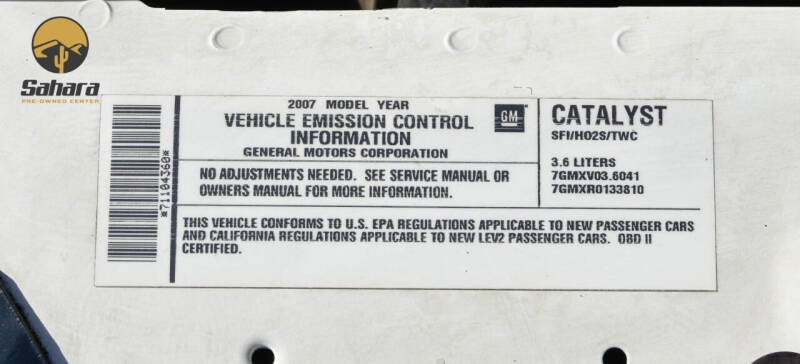 Sahara
PRE-OWNED CENTER
*71104360*
2007 MODEL YEAR
VEHICLE EMISSION CONTROL
INFORMATION
GENERAL MOTORS CORPORATION
GM
NO ADJUSTMENTS NEEDED. SEE SERVICE MANUAL OR
OWNERS MANUAL FOR MORE INFORMATION.
CATALYST
SFI/HO2S/TWC
3.6 LITERS
7GMXV03.6041
7GMXR0133810
THIS VEHICLE CONFORMS TO U.S. EPA REGULATIONS APPLICABLE TO NEW PASSENGER CARS
AND CALIFORNIA REGULATIONS APPLICABLE TO NEW LEV2 PASSENGER CARS. OBD II
CERTIFIED.